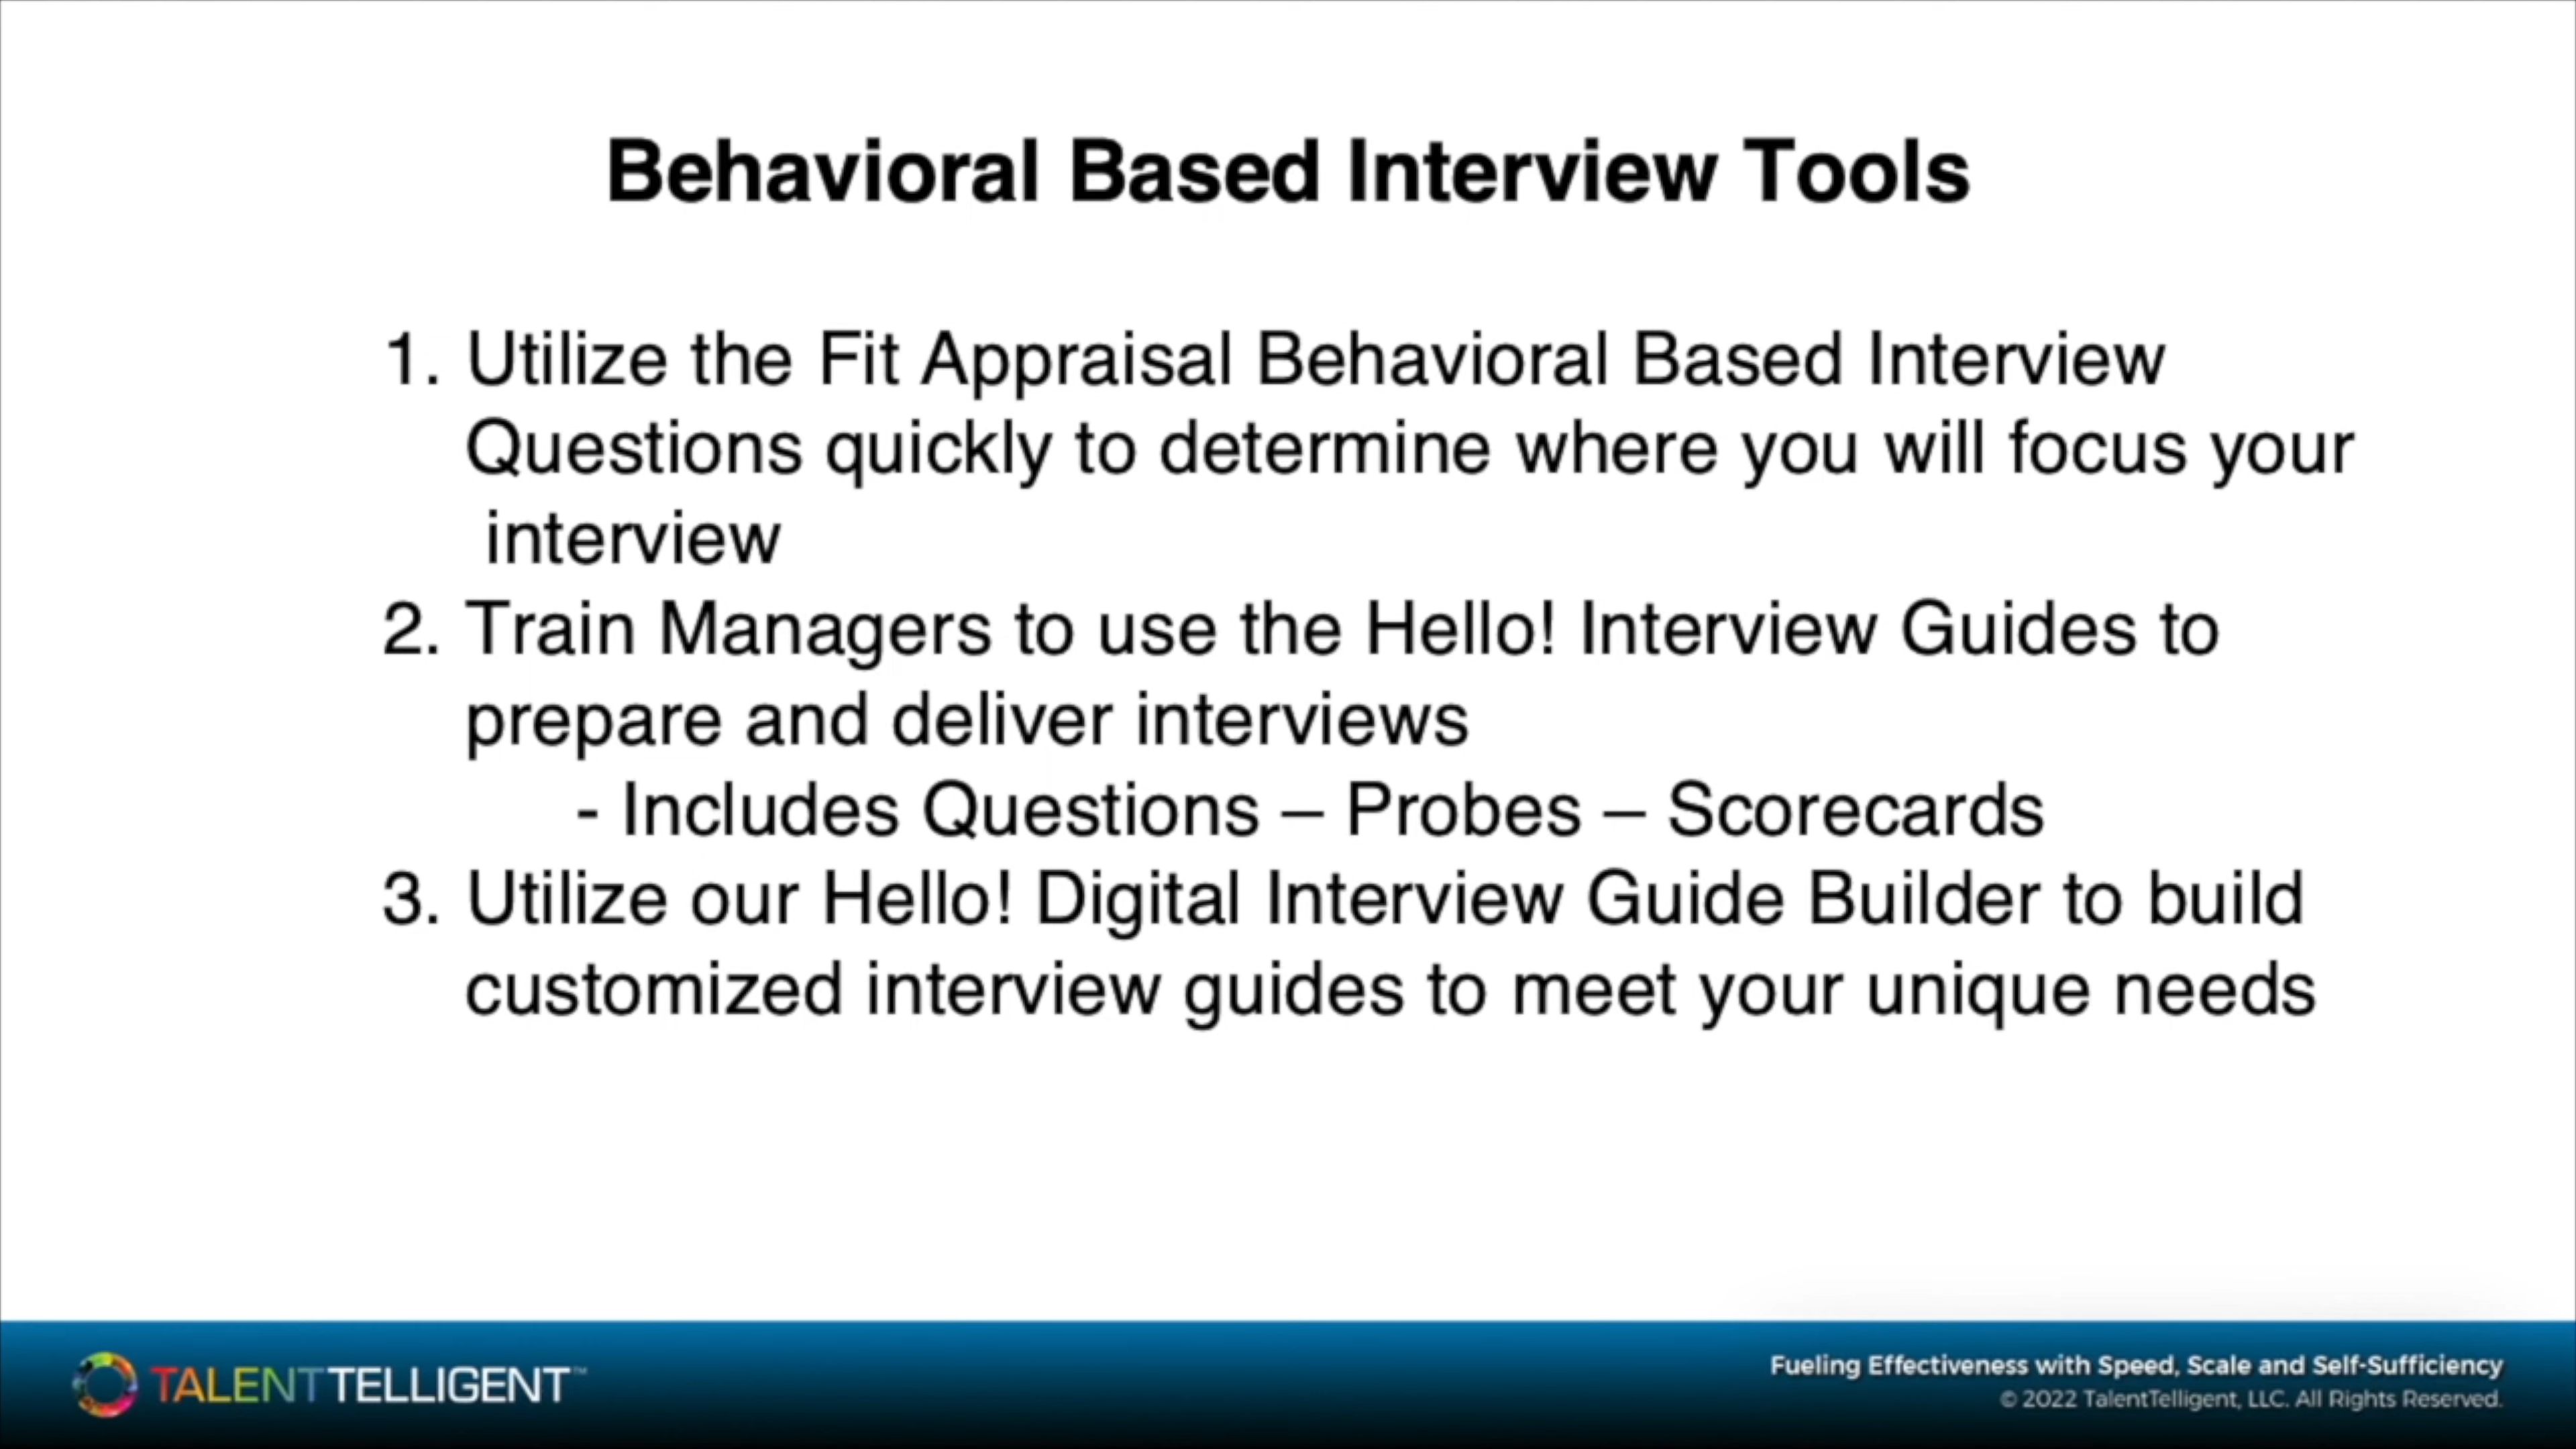 Behavioral Based Interview Tools
1. Utilize the Fit Appraisal Behavioral Based Interview
Questions quickly to determine where you will focus your
interview
2. Train Managers to use the Hello! Interview Guides to
prepare and deliver interviews
- Includes Questions – Probes – Scorecards
3. Utilize our Hello! Digital Interview Guide Builder to build
customized interview guides to meet your unique needs
TALENTTELLIGENT™
Fueling Effectiveness with Speed, Scale and Self-Sufficiency
© 2022 TalentTelligent, LLC. All Rights Reserved.